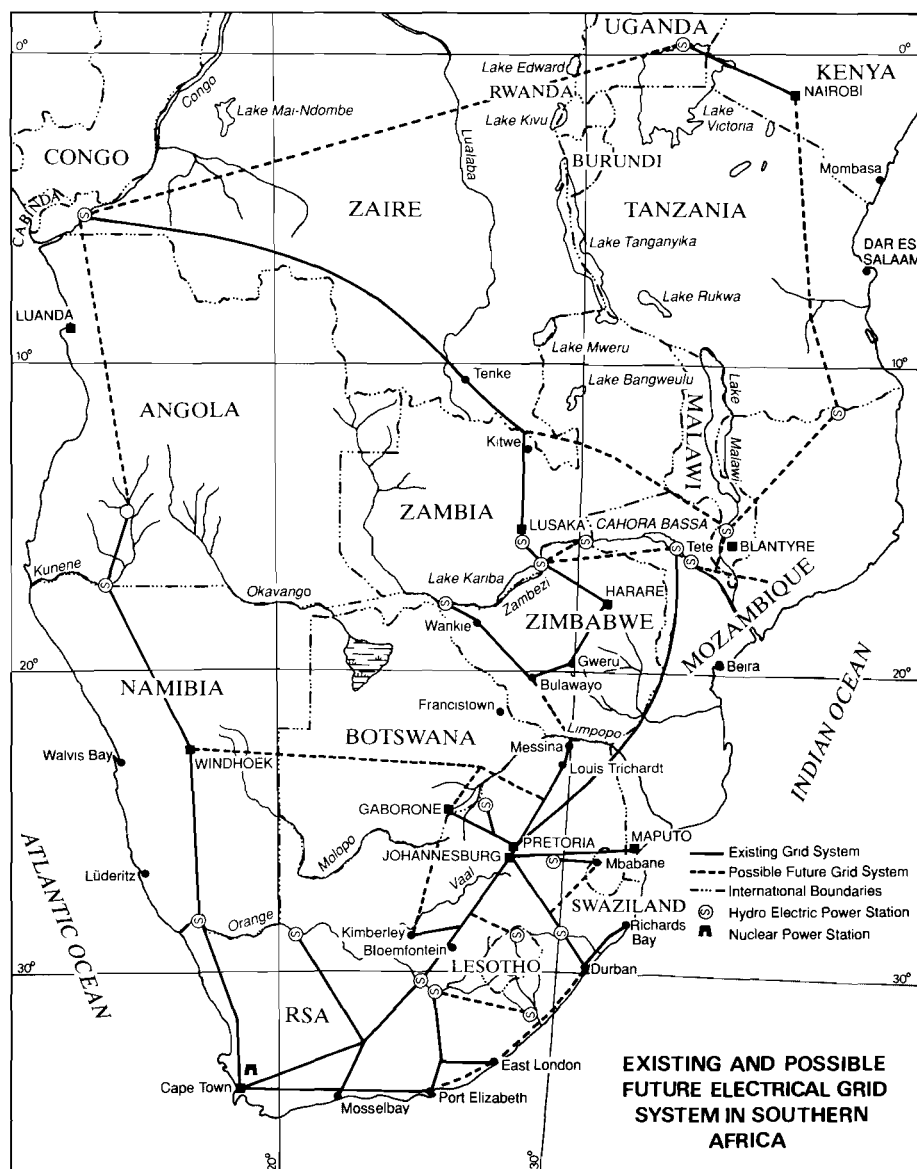 UGANDA
0°
0°
Lake Edward
KENYA
Congo
RWANDA
NAIROBI
Lake Mai-Ndombe
Lake Kivu
Lake
Victoria
Lualaba
CONGO
BURUNDI
Mombasa
CABINDA
ZAIRE
TANZANIA
Lake Tanganyika
DAR ES
SALAAM
LUANDA
Lake Rukwa
Lake Mweru
10°
10°
Tenke
Lake Bangweulu
Lake
Malawi
ANGOLA
MALAWI
Kitwe
ZAMBIA
LUSAKA
CAHORA BASSA
Tete
BLANTYRE
Kunene
Okavango
Lake Kariba
Zambezi
HARARE
Wankie
ZIMBABWE
MOZAMBIQUE
20°
20°
Gweru
Beira
NAMIBIA
Bulawayo
Francistown
Limpopo
INDIAN OCEAN
BOTSWANA
Messina
Walvis Bay
WINDHOEK
Louis Trichardt
GABORONE
PRETORIA
MAPUTO
Molopo
JOHANNESBURG
Mbabane
Existing Grid System
Lüderitz
Vaal
Possible Future Grid System
International Boundaries
ATLANTIC OCEAN
SWAZILAND
S Hydro Electric Power Station
Orange
Kimberley
Richards
Bay
Nuclear Power Station
Bloemfontein
LESOTHO
30°
30°
Durban
RSA
East London
Cape Town
Mosselbay
Port Elizabeth
EXISTING AND POSSIBLE
FUTURE ELECTRICAL GRID
SYSTEM IN SOUTHERN
AFRICA
20°
30°